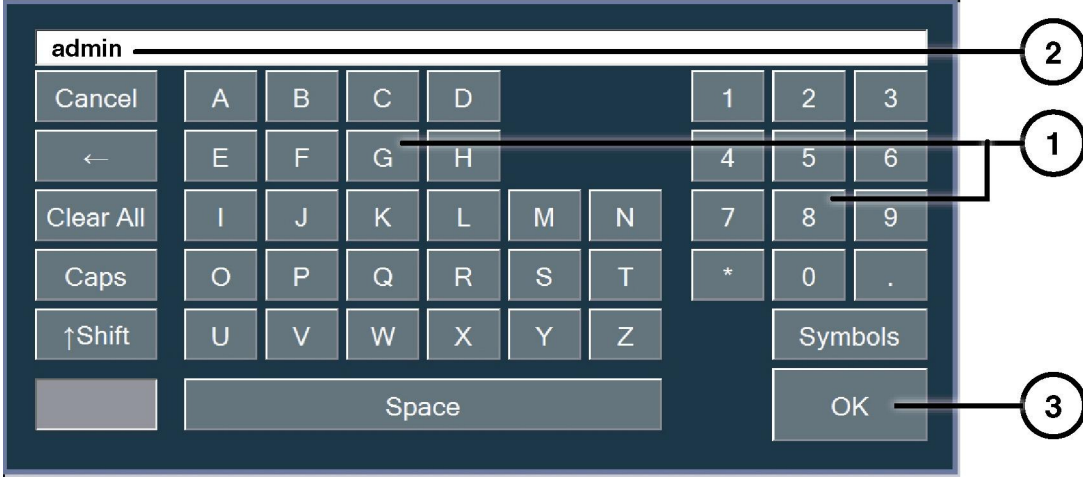 admin
2
Cancel A B C D 1 2 3
← E F G H 4 5 6
1
Clear All I J K L M N 7 8 9
Caps O P Q R S T * 0 .
↑Shift U V W X Y Z Symbols
Space OK
3